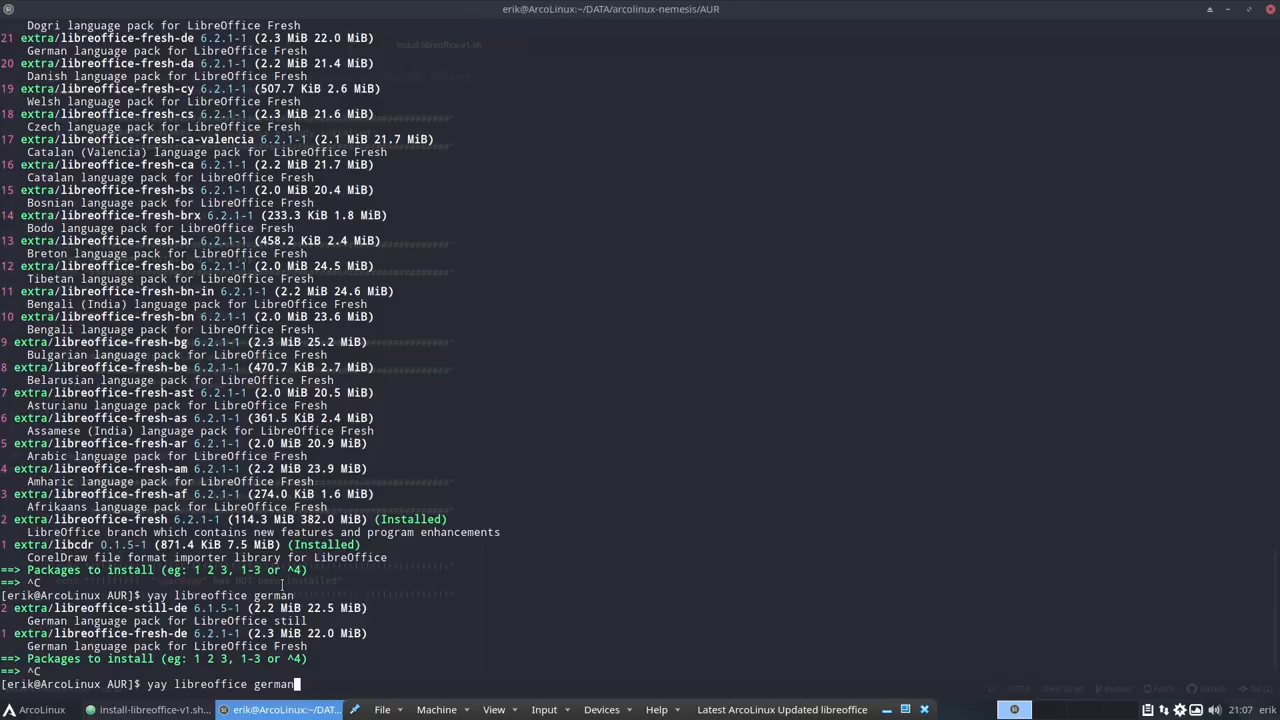 erik@ArcoLinux:~/DATA/arcolinux-nemesis/AUR
Dogri language pack for LibreOffice Fresh
21 extra/libreoffice-fresh-de 6.2.1-1 (2.3 MiB 22.0 MiB)
install-libreoffice-v1.sh
German language pack for LibreOffice Fresh
20 extra/libreoffice-fresh-da 6.2.1-1 (2.2 MiB 21.4 MiB)
Danish language pack for LibreOffice Fresh
19 extra/libreoffice-fresh-cy 6.2.1-1 (507.7 KiB 2.6 MiB)
Welsh language pack for LibreOffice Fresh
18 extra/libreoffice-fresh-cs 6.2.1-1 (2.3 MiB 21.6 MiB)
Czech language pack for LibreOffice Fresh
17 extra/libreoffice-fresh-ca-valencia 6.2.1-1 (2.1 MiB 21.7 MiB)
Catalan (Valencia) language pack for LibreOffice Fresh
16 extra/libreoffice-fresh-ca 6.2.1-1 (2.2 MiB 21.7 MiB)
Catalan language pack for LibreOffice Fresh
15 extra/libreoffice-fresh-bs 6.2.1-1 (2.0 MiB 20.4 MiB)
Bosnian language pack for LibreOffice Fresh
14 extra/libreoffice-fresh-brx 6.2.1-1 (233.3 KiB 1.8 MiB)
Bodo language pack for LibreOffice Fresh
13 extra/libreoffice-fresh-br 6.2.1-1 (458.2 KiB 2.4 MiB)
Breton language pack for LibreOffice Fresh
12 extra/libreoffice-fresh-bo 6.2.1-1 (2.0 MiB 24.5 MiB)
Tibetan language pack for LibreOffice Fresh
11 extra/libreoffice-fresh-bn-in 6.2.1-1 (2.2 MiB 24.6 MiB)
Bengali (India) language pack for LibreOffice Fresh
10 extra/libreoffice-fresh-bn 6.2.1-1 (2.0 MiB 23.6 MiB)
Bengali language pack for LibreOffice Fresh
9 extra/libreoffice-fresh-bg 6.2.1-1 (2.3 MiB 25.2 MiB)
Bulgarian language pack for LibreOffice Fresh
8 extra/libreoffice-fresh-be 6.2.1-1 (470.7 KiB 2.7 MiB)
Belarusian language pack for LibreOffice Fresh
7 extra/libreoffice-fresh-ast 6.2.1-1 (2.0 MiB 20.5 MiB)
Asturianu language pack for LibreOffice Fresh
6 extra/libreoffice-fresh-as 6.2.1-1 (361.5 KiB 2.4 MiB)
Assamese (India) language pack for LibreOffice Fresh
5 extra/libreoffice-fresh-ar 6.2.1-1 (2.0 MiB 20.9 MiB)
Arabic language pack for LibreOffice Fresh
4 extra/libreoffice-fresh-am 6.2.1-1 (2.2 MiB 23.9 MiB)
Amharic language pack for LibreOffice Fresh
3 extra/libreoffice-fresh-af 6.2.1-1 (274.0 KiB 1.6 MiB)
Afrikaans language pack for LibreOffice Fresh
2 extra/libreoffice-fresh 6.2.1-1 (114.3 MiB 382.0 MiB) (Installed)
LibreOffice branch which contains new features and program enhancements
1 extra/libcdr 0.1.5-1 (871.4 KiB 7.5 MiB) (Installed)
CorelDraw file format importer library for LibreOffice
==> Packages to install (eg: 1 2 3, 1-3 or ^4)
==> ^C
[erik@ArcoLinux AUR]$ yay libreoffice german
2 extra/libreoffice-still-de 6.1.5-1 (2.2 MiB 22.5 MiB)
German language pack for LibreOffice still
1 extra/libreoffice-fresh-de 6.2.1-1 (2.3 MiB 22.0 MiB)
German language pack for LibreOffice Fresh
==> Packages to install (eg: 1 2 3, 1-3 or ^4)
==> ^C
[erik@ArcoLinux AUR]$ yay libreoffice german
ArcoLinux install-libreoffice-v1.sh... erik@ArcoLinux:~/DAT... File Machine View Input Devices Help Latest ArcoLinux Updated libreoffice 21:07 erik